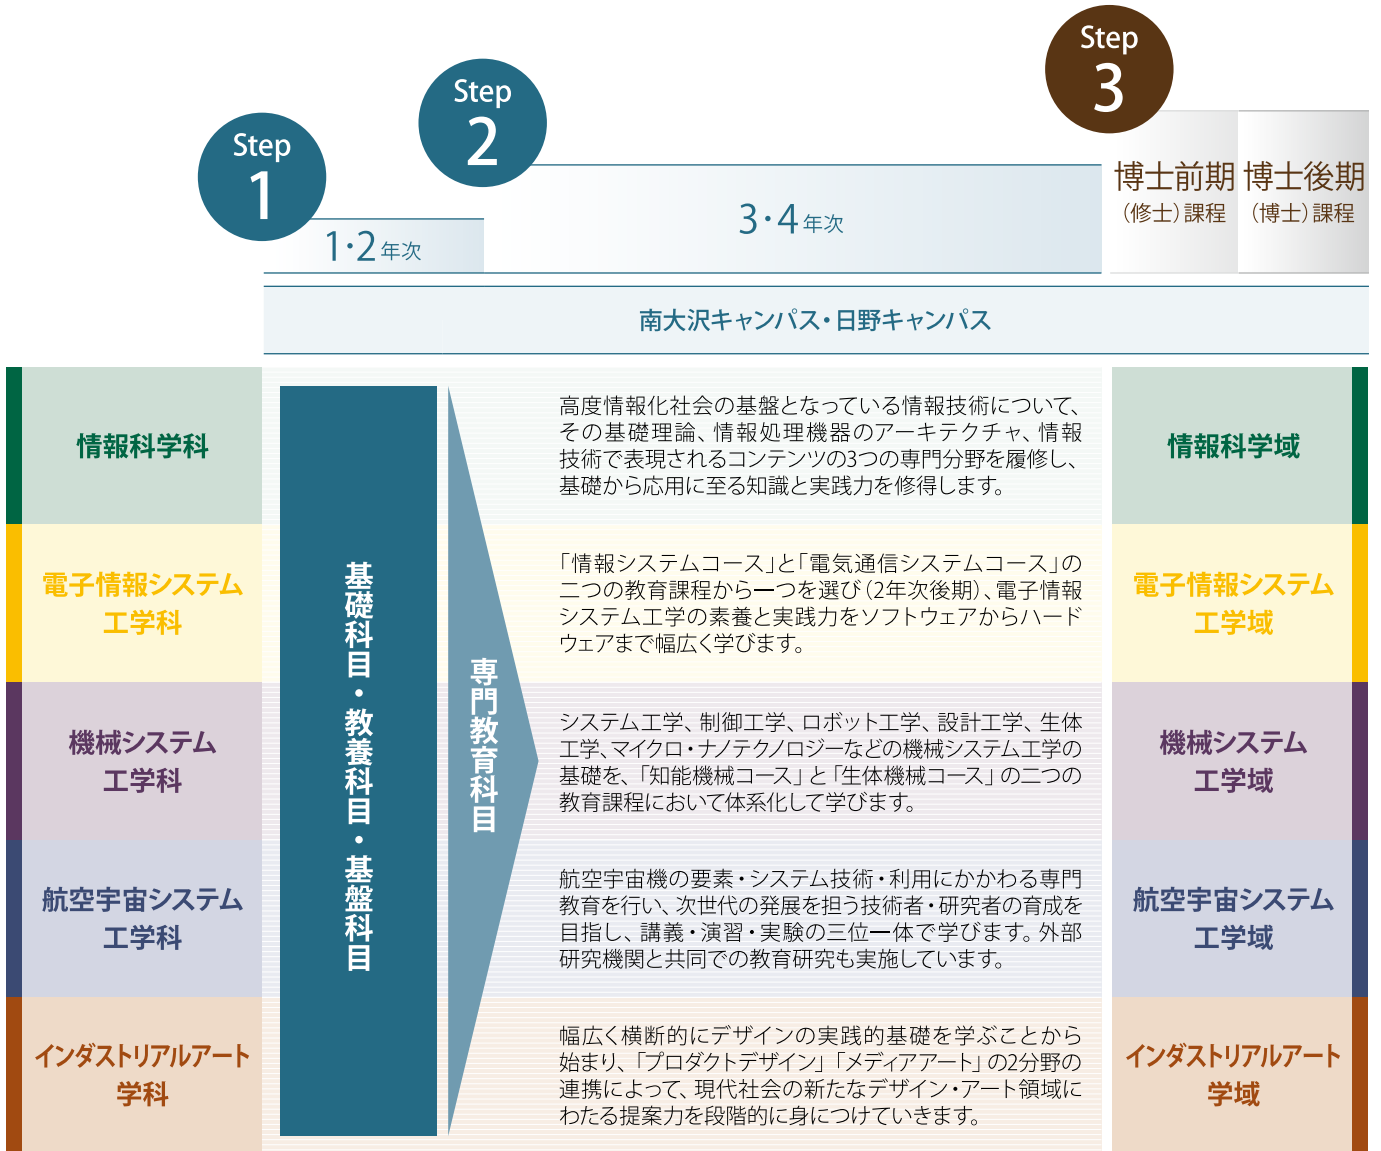 Step
1
1・2年次
Step
2
3・4年次
Step
3
博士前期
（修士）課程
博士後期
（博士）課程
南大沢キャンパス・日野キャンパス
基礎科目・教養科目・基盤科目
専門教育科目
情報科学科
高度情報化社会の基盤となっている情報技術について、
その基礎理論、情報処理機器のアーキテクチャ、情報
技術で表現されるコンテンツの3つの専門分野を履修し、
基礎から応用に至る知識と実践力を修得します。
情報科学域
電子情報システム
工学科
「情報システムコース」と「電気通信システムコース」の
二つの教育課程から一つを選び（2年次後期）、電子情報
システム工学の素養と実践力をソフトウェアからハード
ウェアまで幅広く学びます。
電子情報システム
工学域
機械システム
工学科
システム工学、制御工学、ロボット工学、設計工学、生体
工学、マイクロ・ナノテクノロジーなどの機械システム工学の
基礎を、「知能機械コース」と「生体機械コース」の二つの
教育課程において体系化して学びます。
機械システム
工学域
航空宇宙システム
工学科
航空宇宙機の要素・システム技術・利用にかかわる専門
教育を行い、次世代の発展を担う技術者・研究者の育成を
目指し、講義・演習・実験の三位一体で学びます。外部
研究機関と共同での教育研究も実施しています。
航空宇宙システム
工学域
インダストリアルアート
学科
幅広く横断的にデザインの実践的基礎を学ぶことから
始まり、「プロダクトデザイン」「メディアアート」の2分野の
連携によって、現代社会の新たなデザイン・アート領域に
わたる提案力を段階的に身につけていきます。
インダストリアルアート
学域